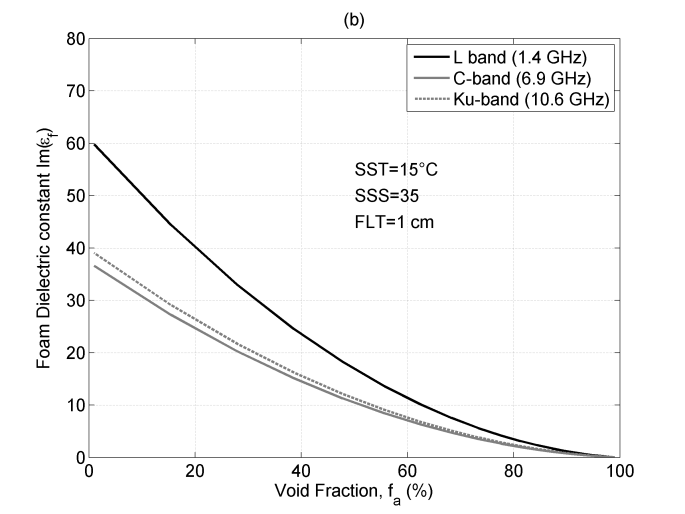 (b)
80
70
60
50
40
30
20
10
0
0 20 40 60 80 100
Foam Dielectric constant Im(ε_f)
Void Fraction, f_a (%)
L band (1.4 GHz)
C-band (6.9 GHz)
Ku-band (10.6 GHz)
SST=15°C
SSS=35
FLT=1 cm